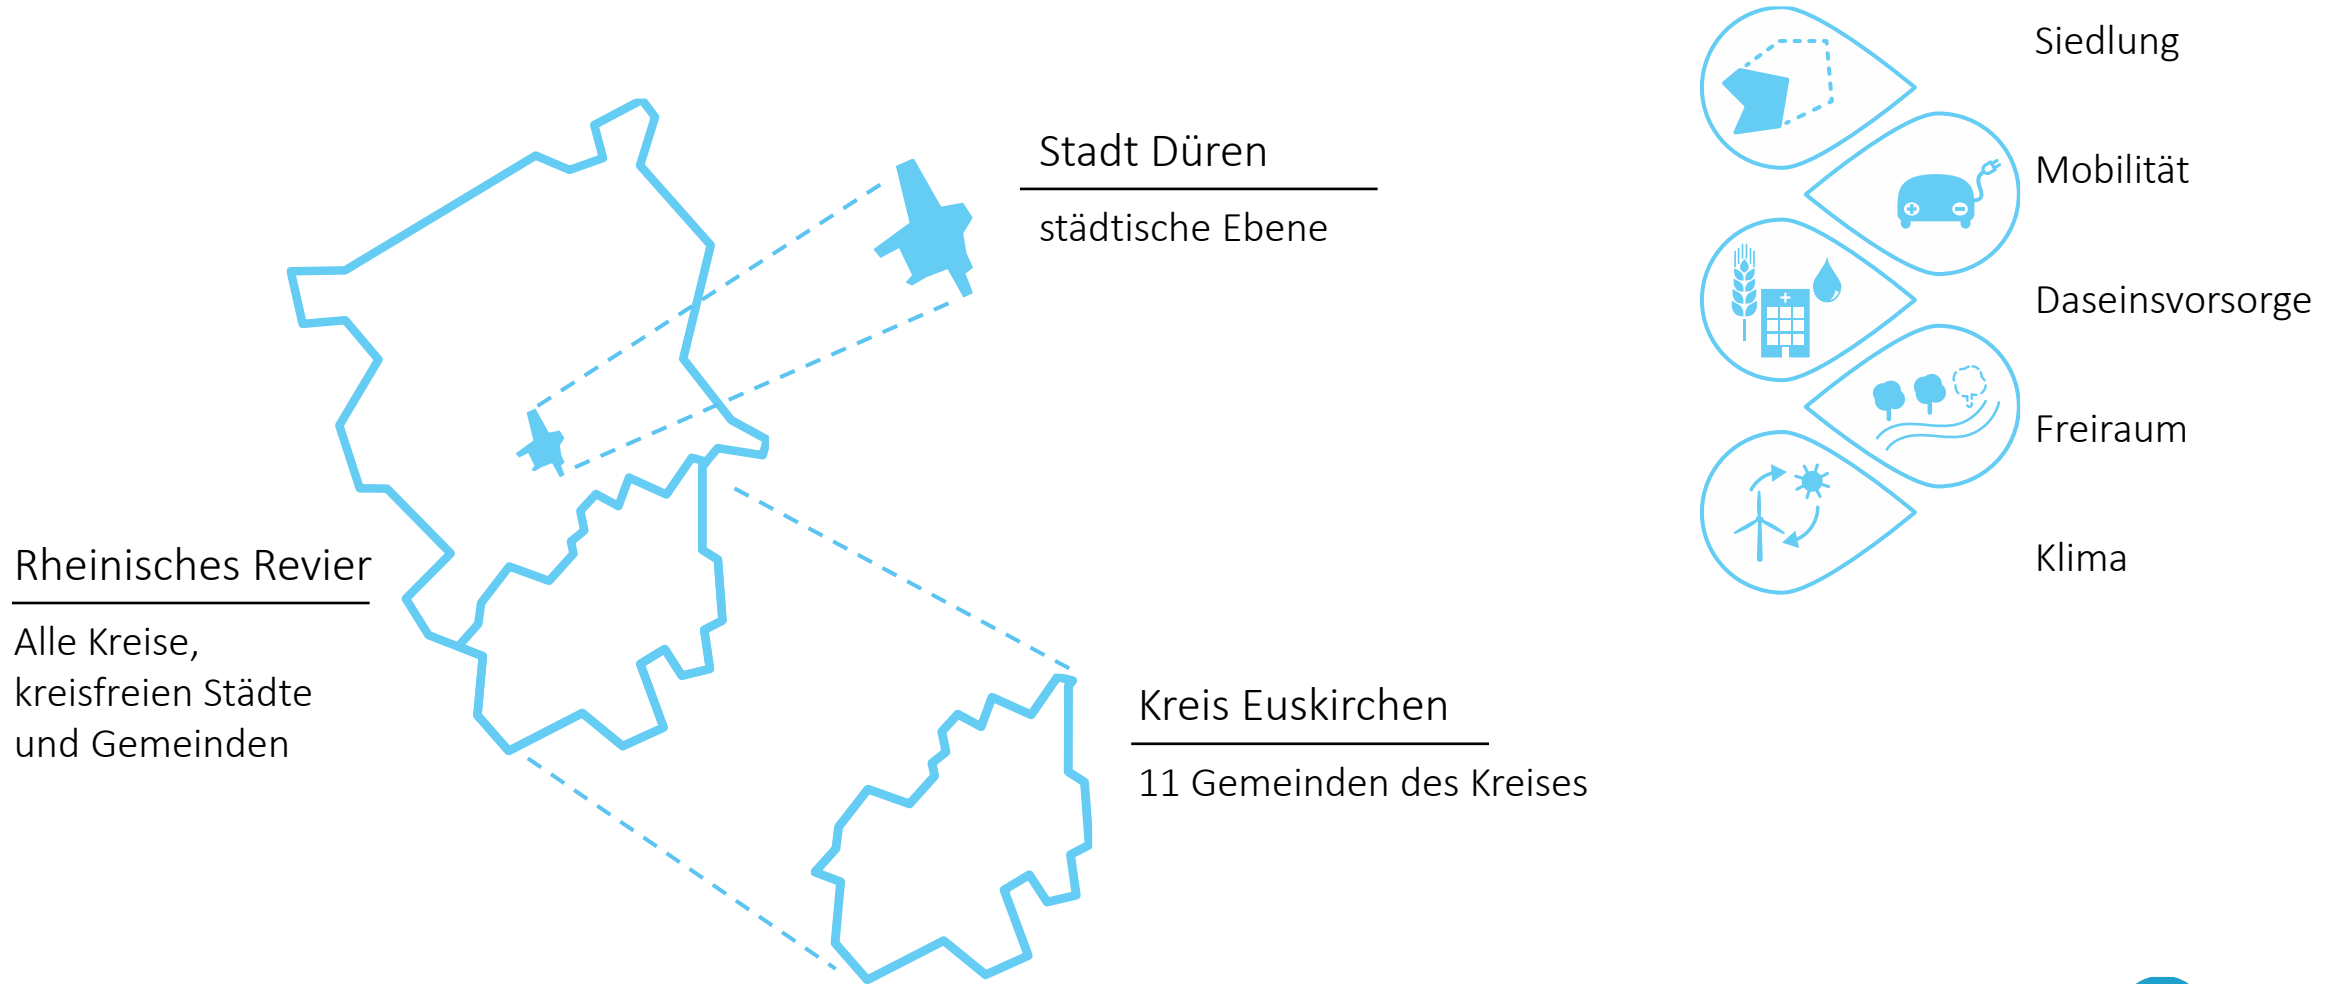 Stadt Düren
städtische Ebene
Rheinisches Revier
Alle Kreise,
kreisfreien Städte
und Gemeinden
Kreis Euskirchen
11 Gemeinden des Kreises
Siedlung
Mobilität
Daseinsvorsorge
Freiraum
Klima